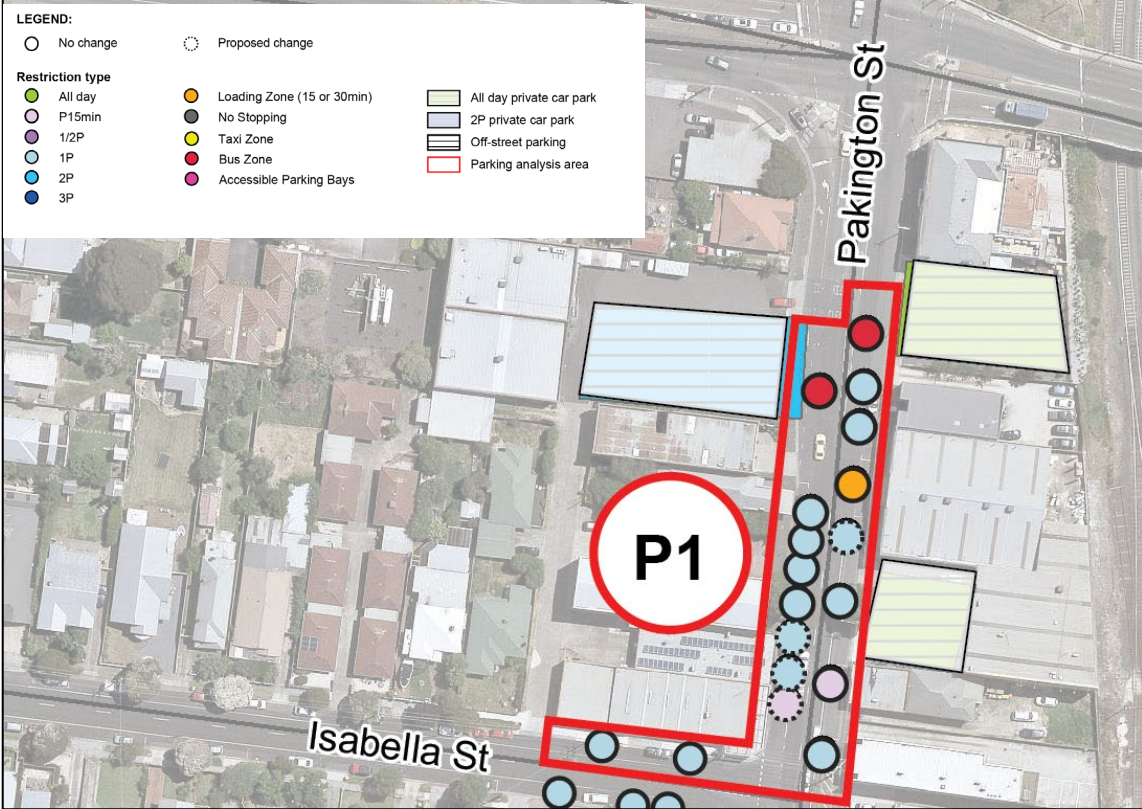 LEGEND:
No change
Proposed change
Restriction type
All day
P15min
1/2P
1P
2P
3P
Loading Zone (15 or 30min)
No Stopping
Taxi Zone
Bus Zone
Accessible Parking Bays
All day private car park
2P private car park
Off-street parking
Parking analysis area
Pakington St
P1
Isabella St